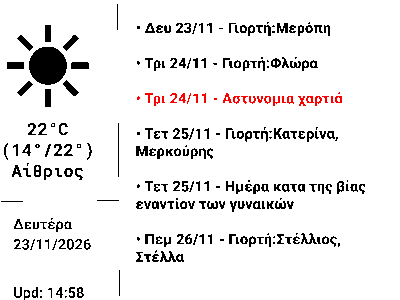 22°C
(14°/22°)
Αίθριος
Δευτέρα
23/11/2026
Upd: 14:58
• Δευ 23/11 - Γιορτή:Μερόπη
• Τρι 24/11 - Γιορτή:Φλώρα
• Τρι 24/11 - Αστυνομια χαρτιά
• Τετ 25/11 - Γιορτή:Κατερίνα,
Μερκούρης
• Τετ 25/11 - Ημέρα κατα της βίας
εναντίον των γυναικών
• Πεμ 26/11 - Γιορτή:Στέλλιος,
Στέλλα